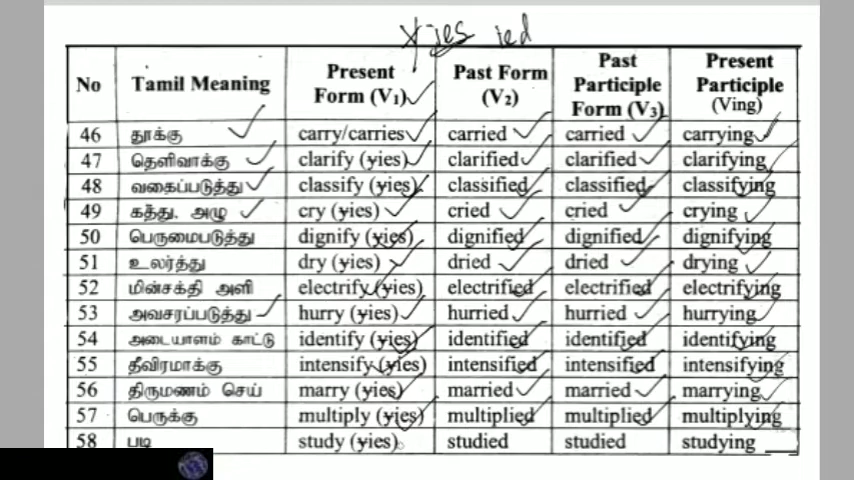 yies ied
No Tamil Meaning Present Form (V1) Past Form (V2) Past Participle Form (V3) Present Participle (Ving)
46 தூக்கு carry/carries carried carried carrying
47 தெளிவாக்கு clarify (yies) clarified clarified clarifying
48 வகைப்படுத்து classify (yies) classified classified classifying
49 கத்து, அழு cry (yies) cried cried crying
50 பெருமைபடுத்து dignify (yies) dignified dignified dignifying
51 உலர்த்து dry (yies) dried dried drying
52 மின்சக்தி அளி electrify (yies) electrified electrified electrifying
53 அவசரப்படுத்து hurry (yies) hurried hurried hurrying
54 அடையாளம் காட்டு identify (yies) identified identified identifying
55 தீவிரமாக்கு intensify (yies) intensified intensified intensifying
56 திருமணம் செய் marry (yies) married married marrying
57 பெருக்கு multiply (yies) multiplied multiplied multiplying
58 படி study (yies) studied studied studying